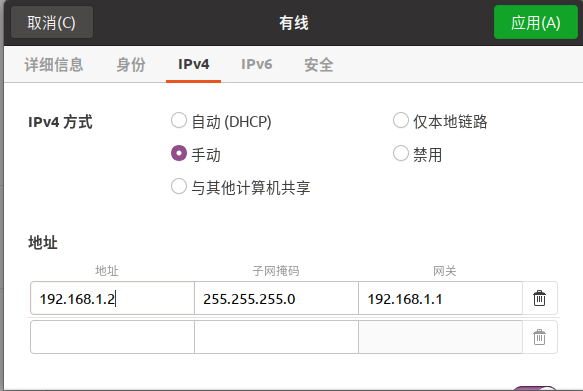 取消(C) 有线 应用(A)
详细信息 身份 IPv4 IPv6 安全
IPv4 方式 自动 (DHCP) 仅本地链路
手动 禁用
与其他计算机共享
地址
地址 子网掩码 网关
192.168.1.2 255.255.255.0 192.168.1.1